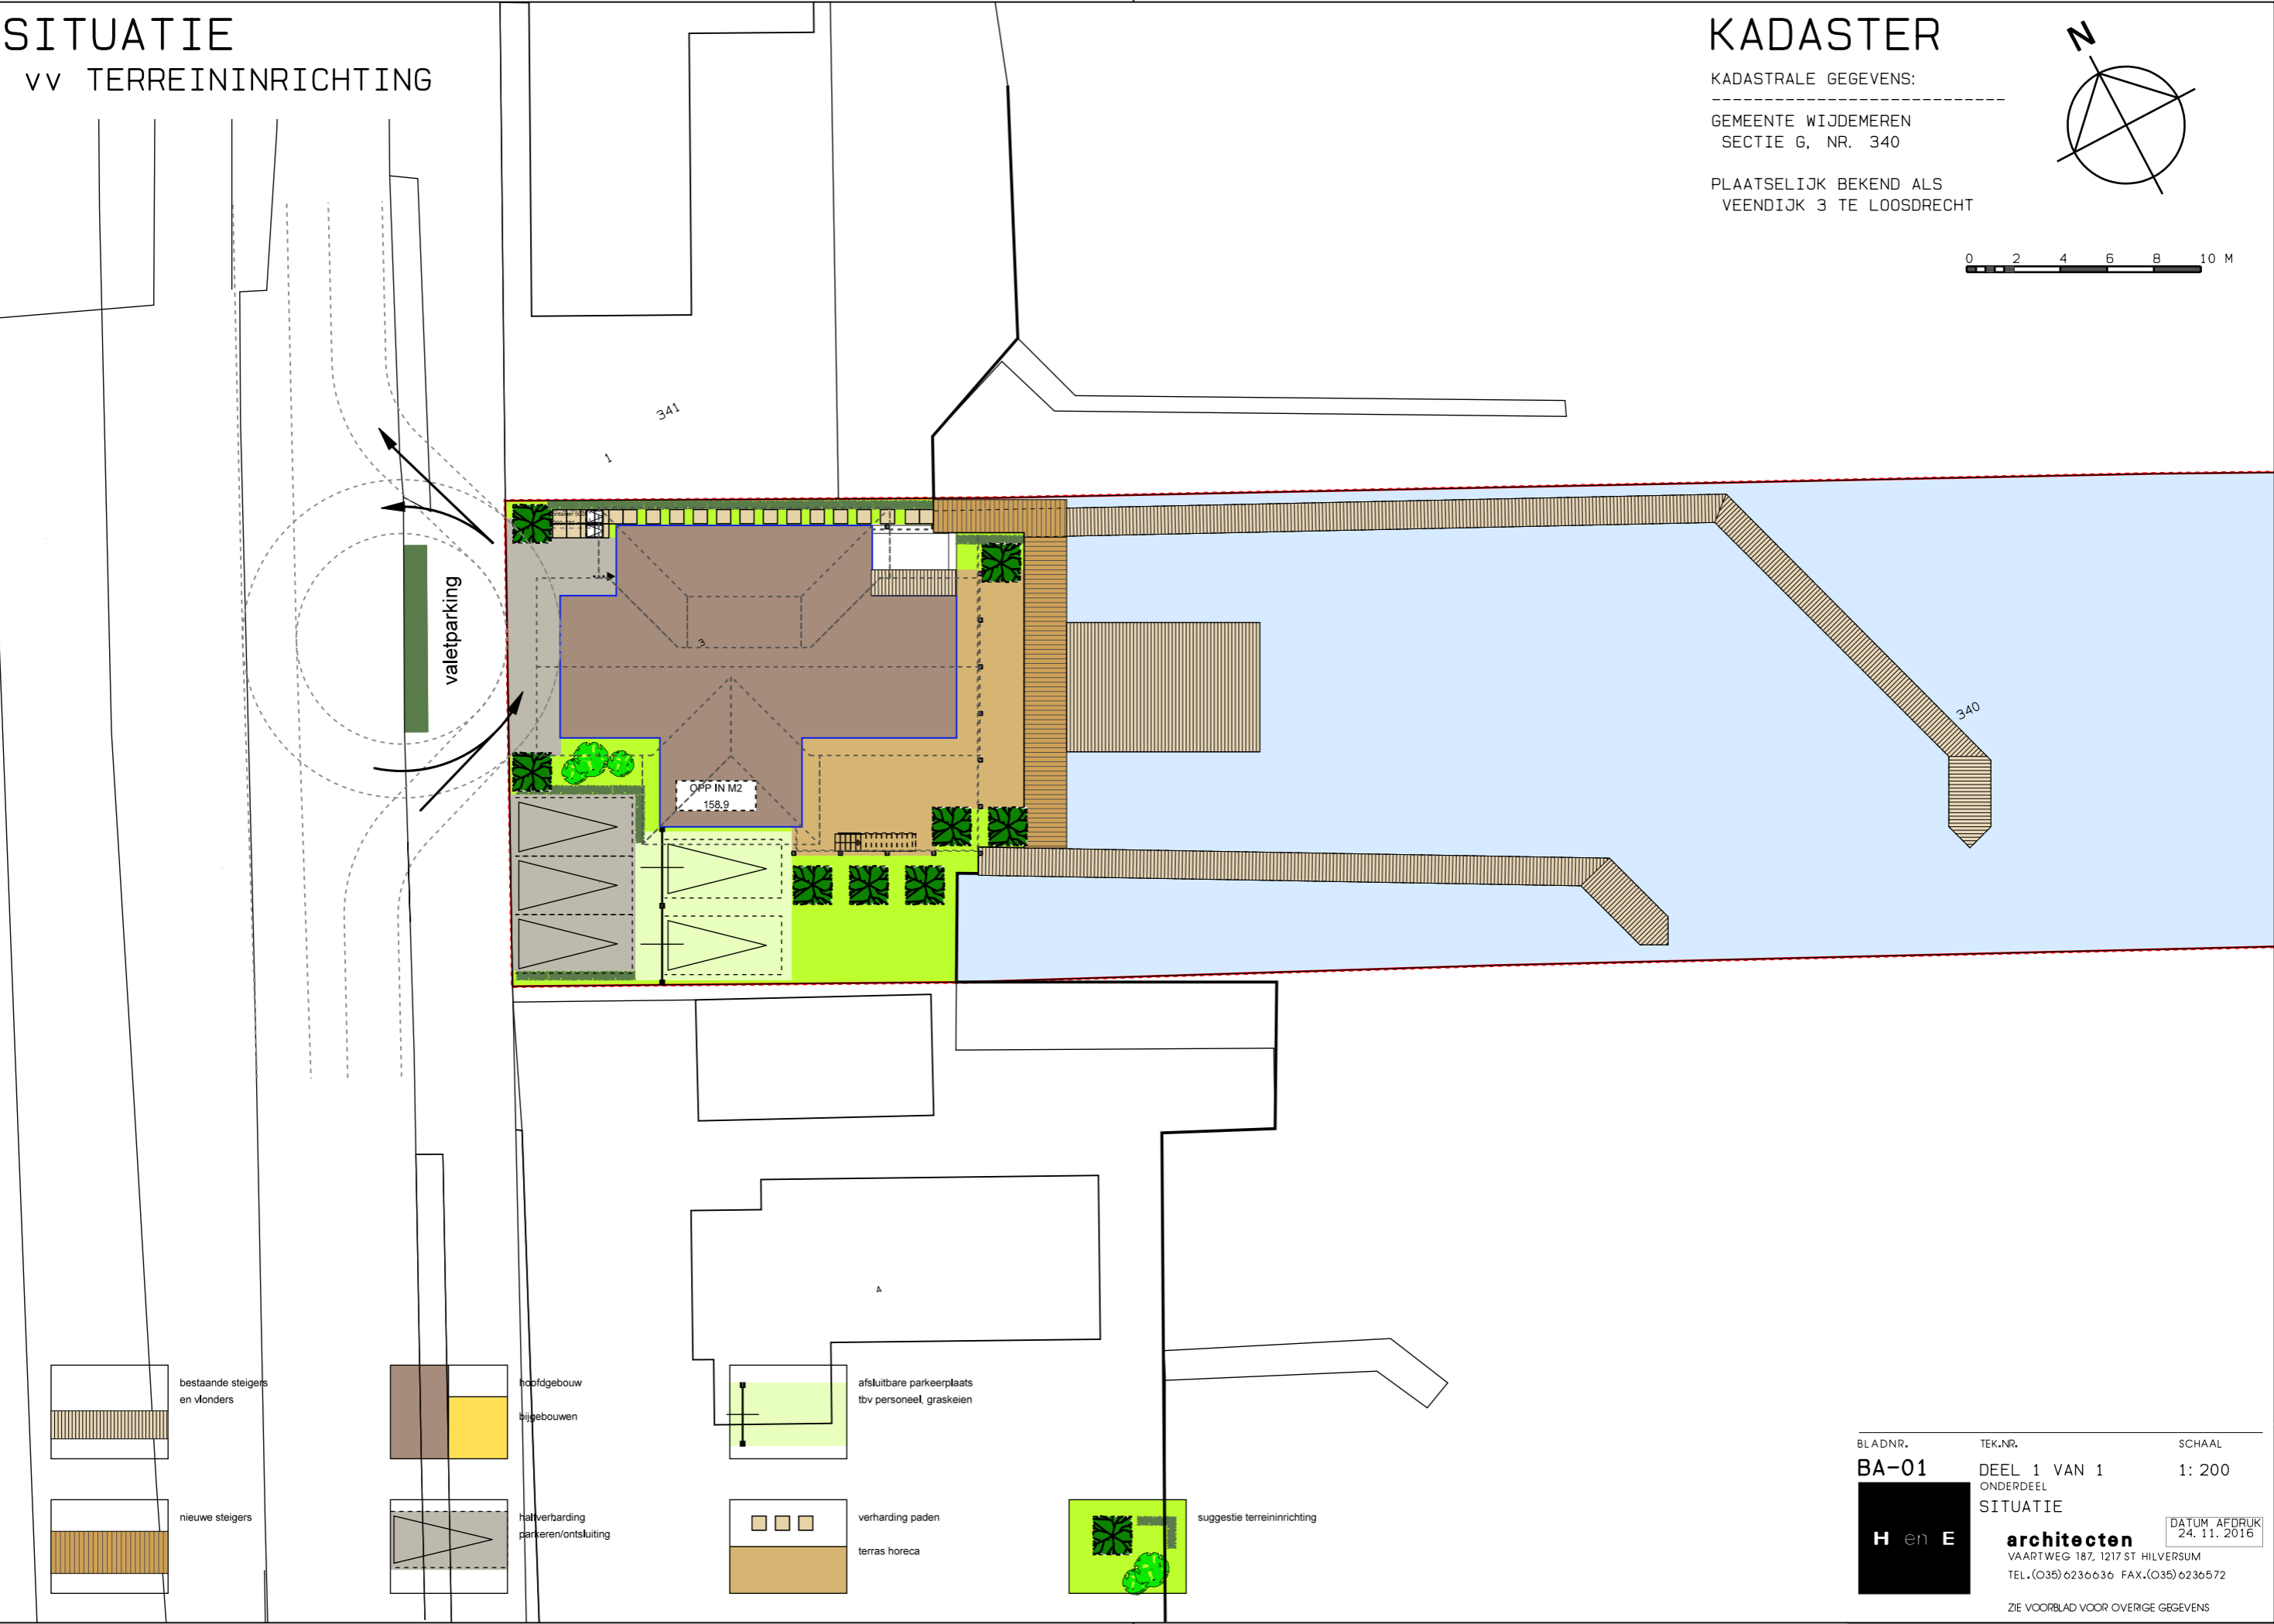 SITUATIE
vv TERREININRICHTING
KADASTER
KADASTRALE GEGEVENS:
GEMEENTE WIJDEMEREN
SECTIE G, NR. 340
PLAATSELIJK BEKEND ALS
VEENDIJK 3 TE LOOSDRECHT
N
0 2 4 6 8 10 M
341
1
valetparking
3
340
OPP IN M2
158.9
4
bestaande steigers
en vlonders
hoofdgebouw
bijgebouwen
afsluitbare parkeerplaats
tbv personeel, graskeien
nieuwe steigers
halfverharding
parkeren/ontsluiting
verharding paden
terras horeca
suggestie terreininrichting
BLADNR. TEK.NR. SCHAAL
BA-01 DEEL 1 VAN 1 1:200
ONDERDEEL
SITUATIE
H en E architecten
DATUM AFDRUK
24.11.2016
VAARTWEG 187, 1217 ST HILVERSUM
TEL.(035)6236636 FAX.(035)6236572
ZIE VOORBLAD VOOR OVERIGE GEGEVENS